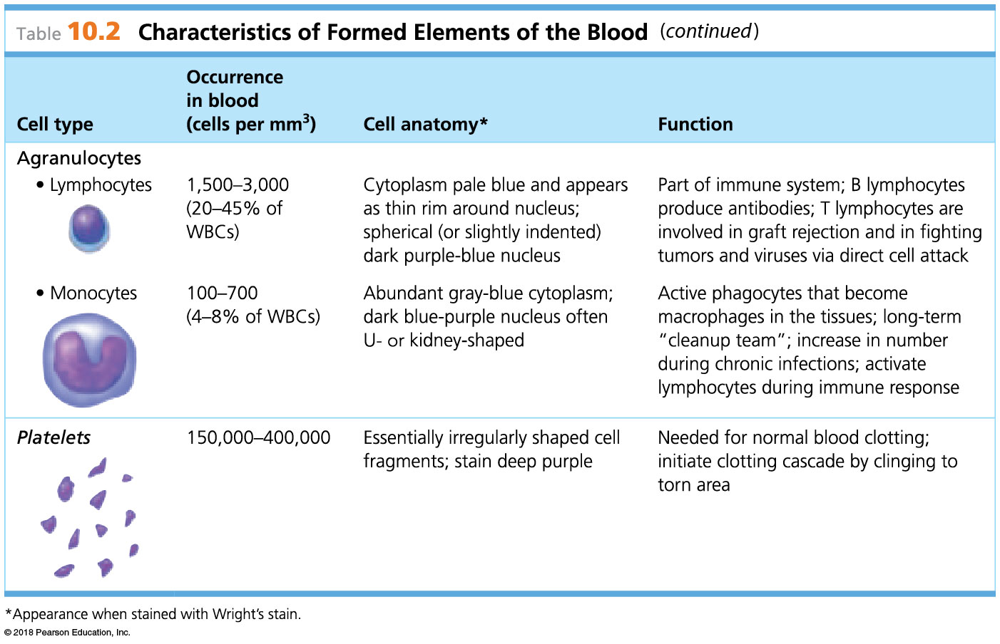 Table 10.2 Characteristics of Formed Elements of the Blood (continued)
Cell type
Occurrence
in blood
(cells per mm³)
Cell anatomy*
Function
Agranulocytes
• Lymphocytes
1,500–3,000
(20–45% of
WBCs)
Cytoplasm pale blue and appears
as thin rim around nucleus;
spherical (or slightly indented)
dark purple-blue nucleus
Part of immune system; B lymphocytes
produce antibodies; T lymphocytes are
involved in graft rejection and in fighting
tumors and viruses via direct cell attack
• Monocytes
100–700
(4–8% of WBCs)
Abundant gray-blue cytoplasm;
dark blue-purple nucleus often
U- or kidney-shaped
Active phagocytes that become
macrophages in the tissues; long-term
“cleanup team”; increase in number
during chronic infections; activate
lymphocytes during immune response
Platelets
150,000–400,000
Essentially irregularly shaped cell
fragments; stain deep purple
Needed for normal blood clotting;
initiate clotting cascade by clinging to
torn area
*Appearance when stained with Wright’s stain.
© 2018 Pearson Education, Inc.